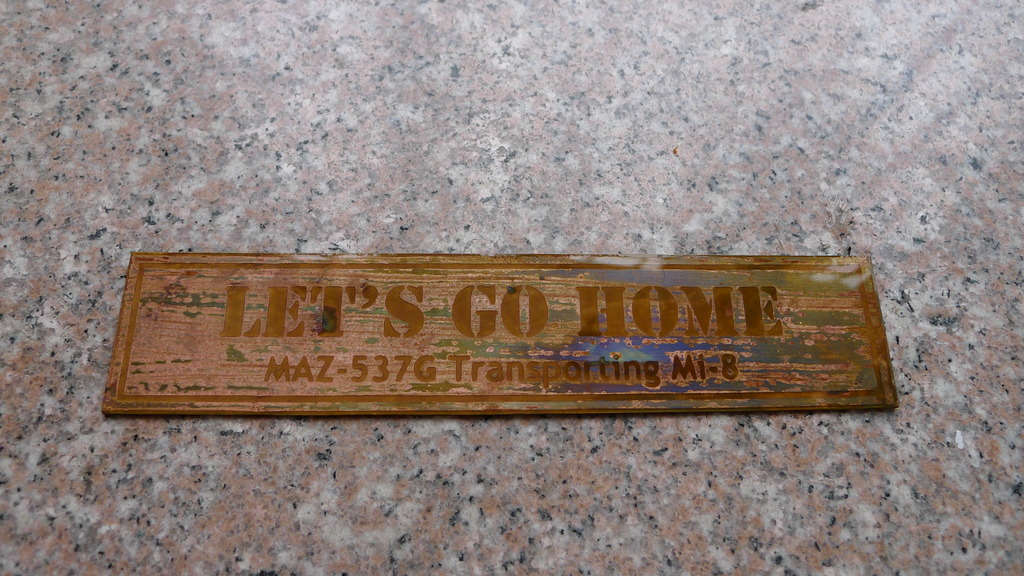 LET'S GO HOME
MAZ-537G Transporting Mi-8